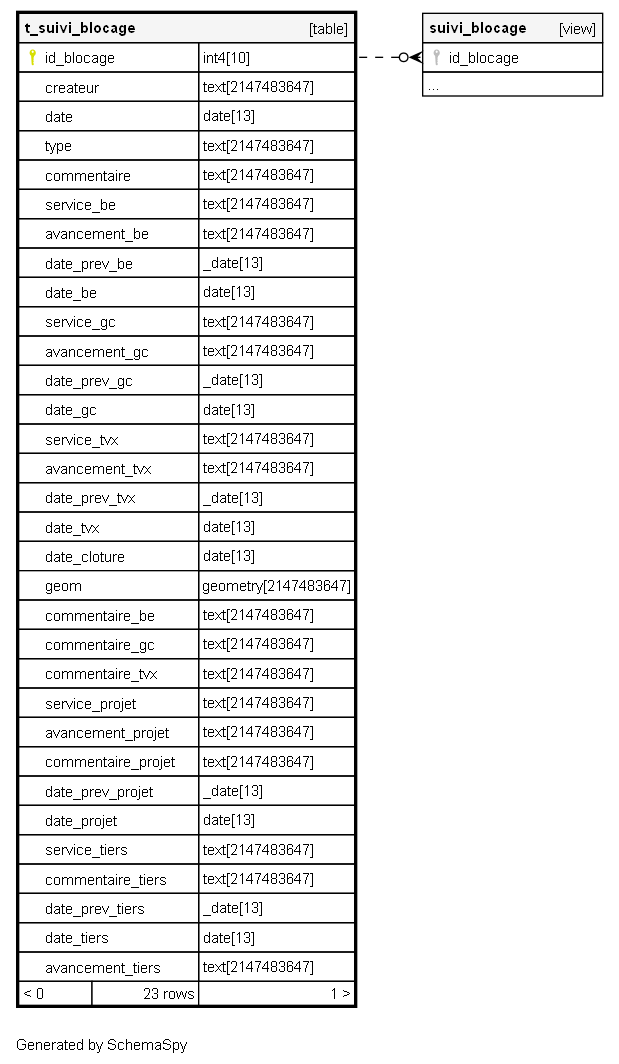 t_suivi_blocage [table]
id_blocage int4[10]
createur text[2147483647]
date date[13]
type text[2147483647]
commentaire text[2147483647]
service_be text[2147483647]
avancement_be text[2147483647]
date_prev_be _date[13]
date_be date[13]
service_gc text[2147483647]
avancement_gc text[2147483647]
date_prev_gc _date[13]
date_gc date[13]
service_tvx text[2147483647]
avancement_tvx text[2147483647]
date_prev_tvx _date[13]
date_tvx date[13]
date_cloture date[13]
geom geometry[2147483647]
commentaire_be text[2147483647]
commentaire_gc text[2147483647]
commentaire_tvx text[2147483647]
service_projet text[2147483647]
avancement_projet text[2147483647]
commentaire_projet text[2147483647]
date_prev_projet _date[13]
date_projet date[13]
service_tiers text[2147483647]
commentaire_tiers text[2147483647]
date_prev_tiers _date[13]
date_tiers date[13]
avancement_tiers text[2147483647]
< 0 23 rows 1 >
suivi_blocage [view]
id_blocage
...
Generated by SchemaSpy